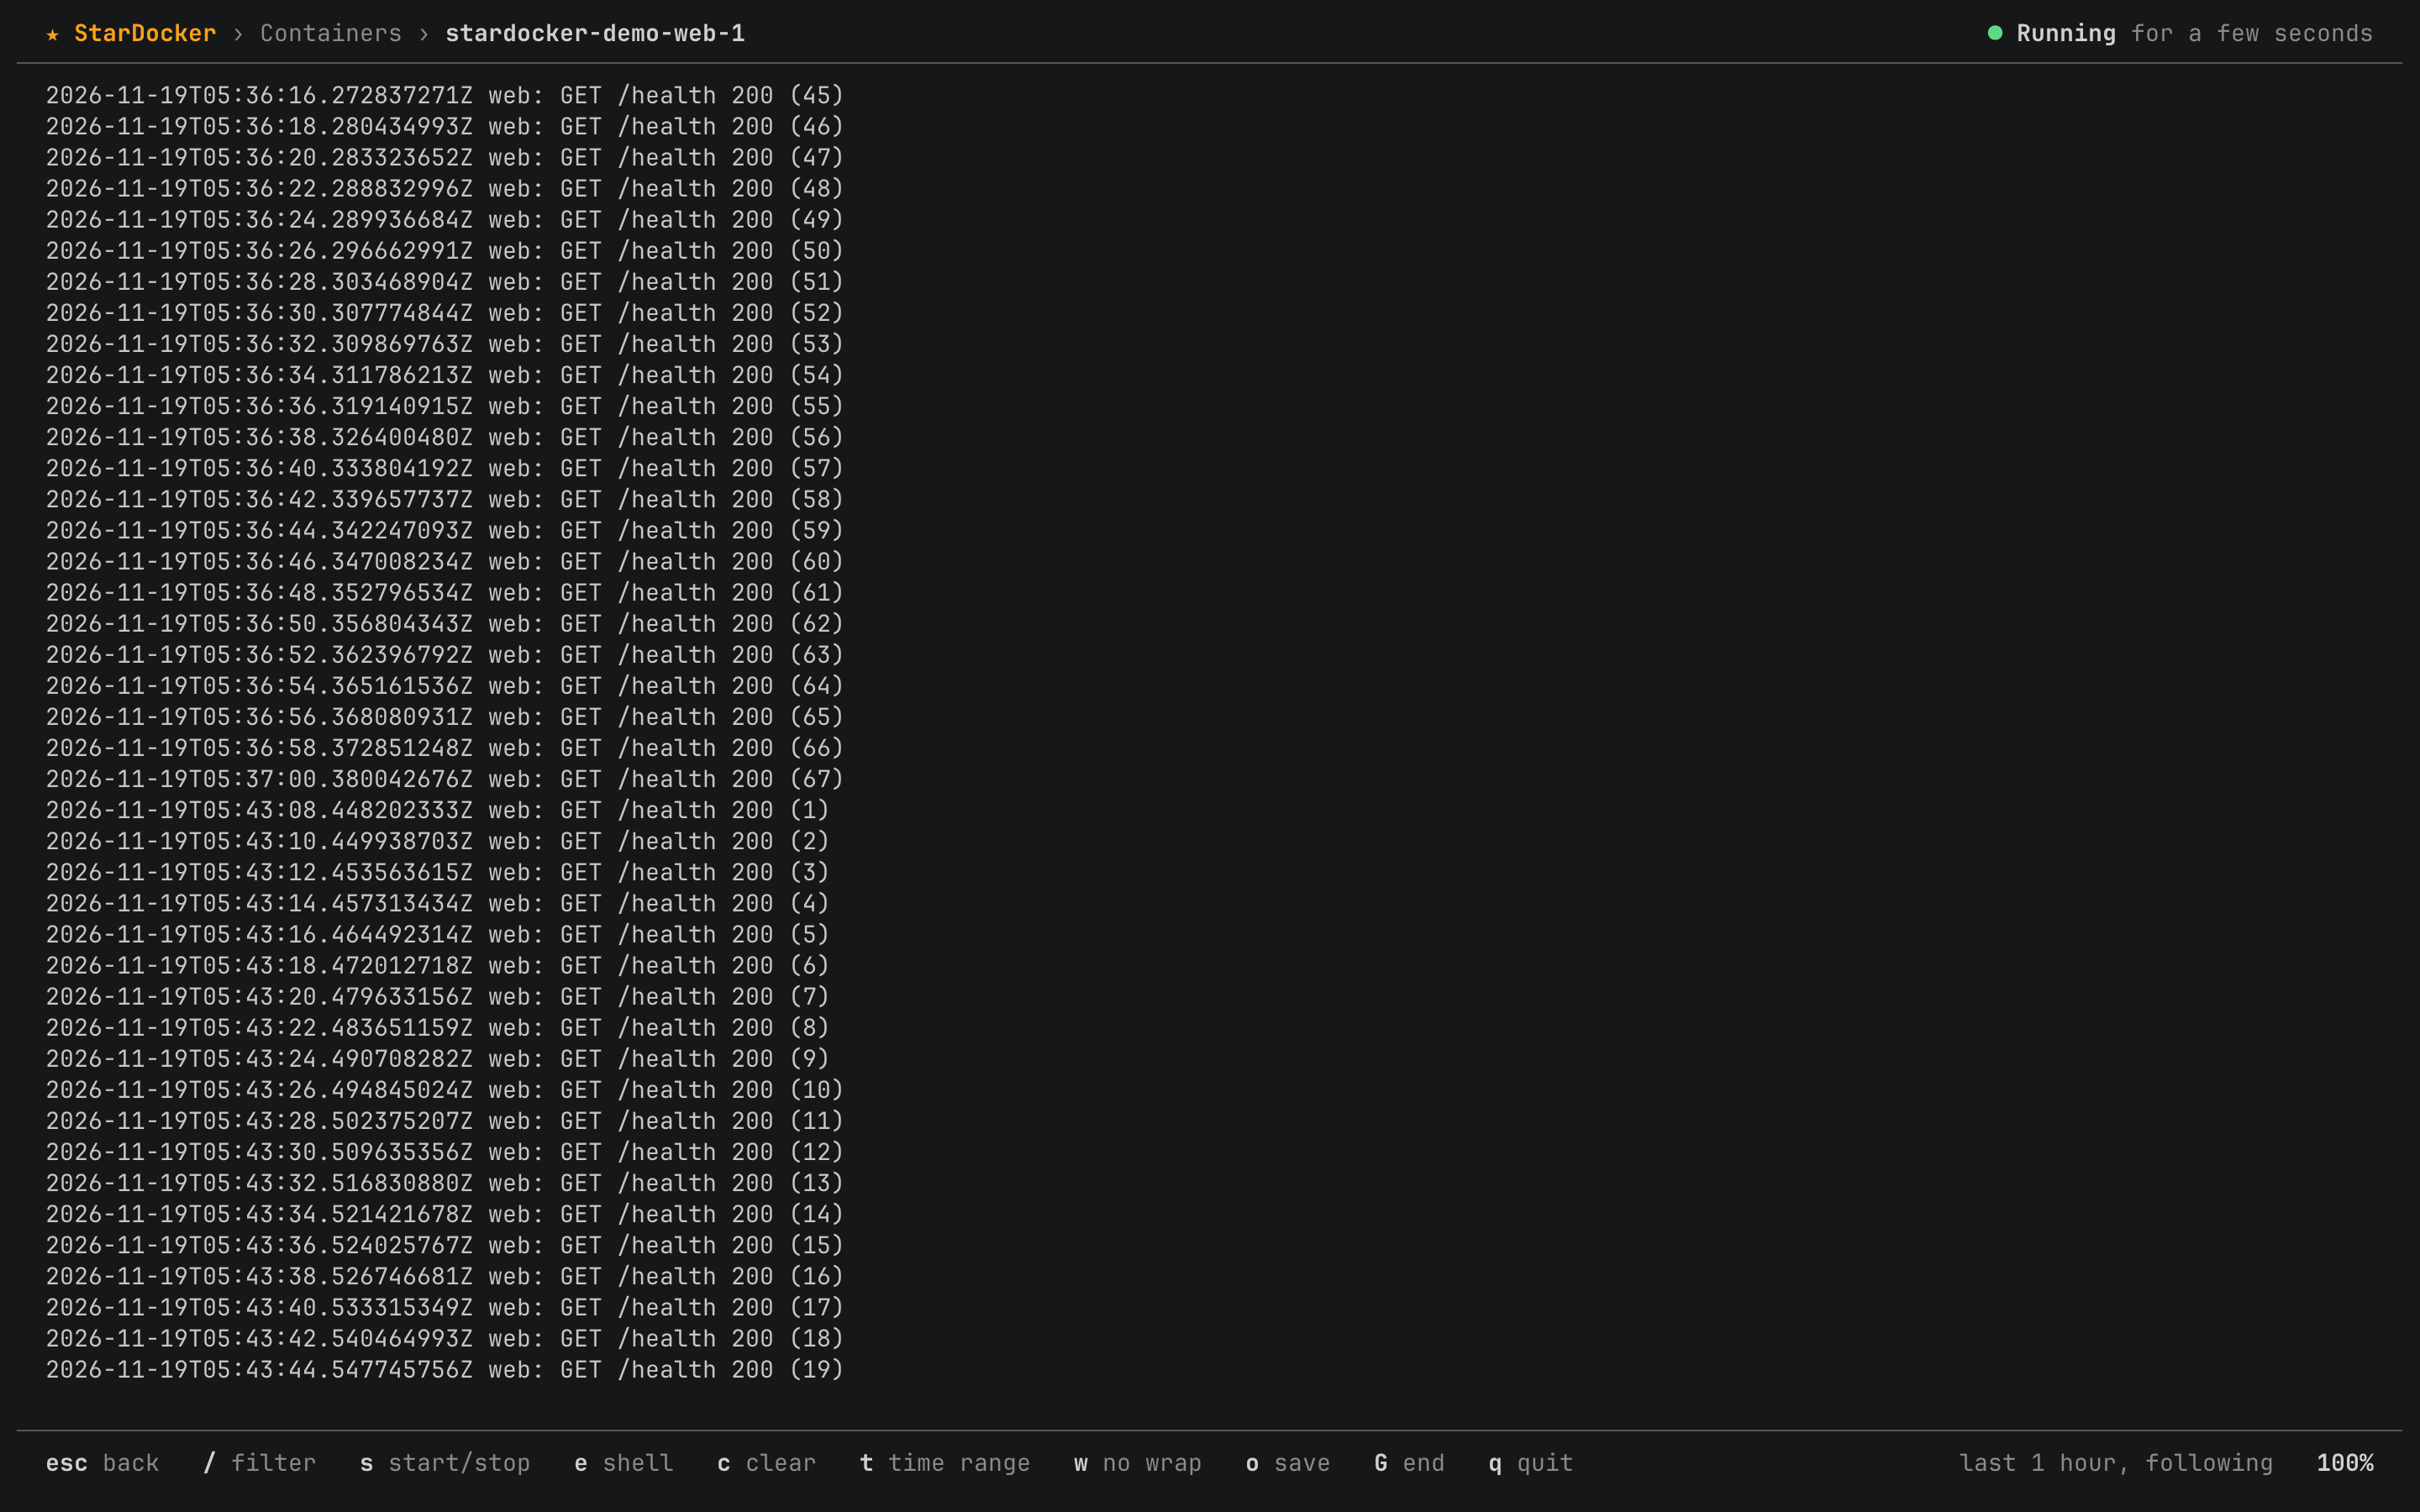 ★ StarDocker › Containers › stardocker-demo-web-1 ● Running for a few seconds
2026-11-19T05:36:16.272837271Z web: GET /health 200 (45)
2026-11-19T05:36:18.280434993Z web: GET /health 200 (46)
2026-11-19T05:36:20.283323652Z web: GET /health 200 (47)
2026-11-19T05:36:22.288832996Z web: GET /health 200 (48)
2026-11-19T05:36:24.289936684Z web: GET /health 200 (49)
2026-11-19T05:36:26.296662991Z web: GET /health 200 (50)
2026-11-19T05:36:28.303468904Z web: GET /health 200 (51)
2026-11-19T05:36:30.307774844Z web: GET /health 200 (52)
2026-11-19T05:36:32.309869763Z web: GET /health 200 (53)
2026-11-19T05:36:34.311786213Z web: GET /health 200 (54)
2026-11-19T05:36:36.319140915Z web: GET /health 200 (55)
2026-11-19T05:36:38.326400480Z web: GET /health 200 (56)
2026-11-19T05:36:40.333804192Z web: GET /health 200 (57)
2026-11-19T05:36:42.339657737Z web: GET /health 200 (58)
2026-11-19T05:36:44.342247093Z web: GET /health 200 (59)
2026-11-19T05:36:46.347008234Z web: GET /health 200 (60)
2026-11-19T05:36:48.352796534Z web: GET /health 200 (61)
2026-11-19T05:36:50.356804343Z web: GET /health 200 (62)
2026-11-19T05:36:52.362396792Z web: GET /health 200 (63)
2026-11-19T05:36:54.365161536Z web: GET /health 200 (64)
2026-11-19T05:36:56.368080931Z web: GET /health 200 (65)
2026-11-19T05:36:58.372851248Z web: GET /health 200 (66)
2026-11-19T05:37:00.380042676Z web: GET /health 200 (67)
2026-11-19T05:43:08.448202333Z web: GET /health 200 (1)
2026-11-19T05:43:10.449938703Z web: GET /health 200 (2)
2026-11-19T05:43:12.453563615Z web: GET /health 200 (3)
2026-11-19T05:43:14.457313434Z web: GET /health 200 (4)
2026-11-19T05:43:16.464492314Z web: GET /health 200 (5)
2026-11-19T05:43:18.472012718Z web: GET /health 200 (6)
2026-11-19T05:43:20.479633156Z web: GET /health 200 (7)
2026-11-19T05:43:22.483651159Z web: GET /health 200 (8)
2026-11-19T05:43:24.490708282Z web: GET /health 200 (9)
2026-11-19T05:43:26.494845024Z web: GET /health 200 (10)
2026-11-19T05:43:28.502375207Z web: GET /health 200 (11)
2026-11-19T05:43:30.509635356Z web: GET /health 200 (12)
2026-11-19T05:43:32.516830880Z web: GET /health 200 (13)
2026-11-19T05:43:34.521421678Z web: GET /health 200 (14)
2026-11-19T05:43:36.524025767Z web: GET /health 200 (15)
2026-11-19T05:43:38.526746681Z web: GET /health 200 (16)
2026-11-19T05:43:40.533315349Z web: GET /health 200 (17)
2026-11-19T05:43:42.540464993Z web: GET /health 200 (18)
2026-11-19T05:43:44.547745756Z web: GET /health 200 (19)
esc back / filter s start/stop e shell c clear t time range w no wrap o save G end q quit last 1 hour, following 100%